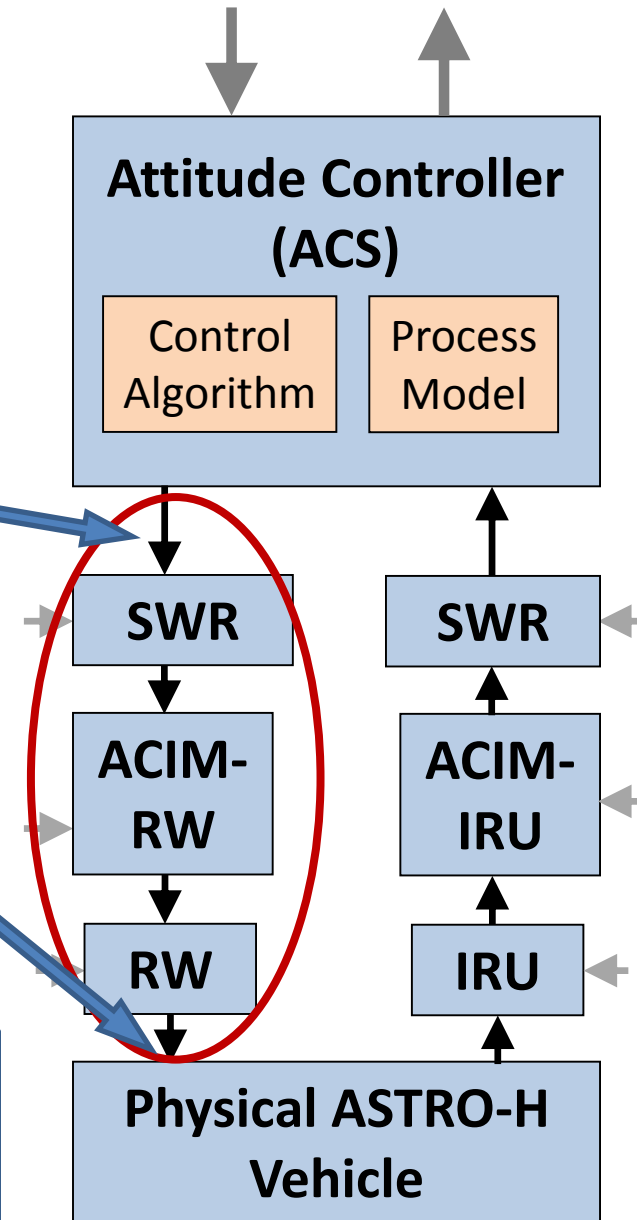 Attitude Controller
(ACS)
Control
Algorithm
Process
Model
SWR
SWR
ACIM-
RW
ACIM-
IRU
RW
IRU
Physical ASTRO-H
Vehicle